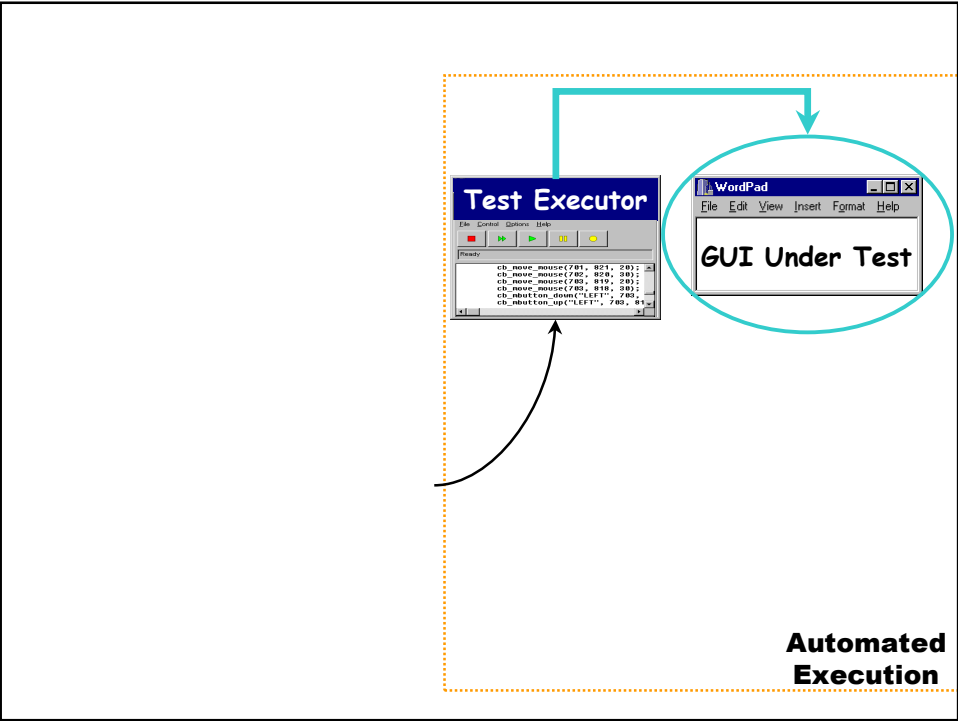 Test Executor
File Control Options Help
Ready
cb_move_mouse(701, 821, 20);
cb_move_mouse(702, 820, 30);
cb_move_mouse(703, 819, 20);
cb_move_mouse(703, 818, 30);
cb_mbutton_down("LEFT", 703,
cb_mbutton_up("LEFT", 703, 81
WordPad
File Edit View Insert Format Help
GUI Under Test
Automated
Execution